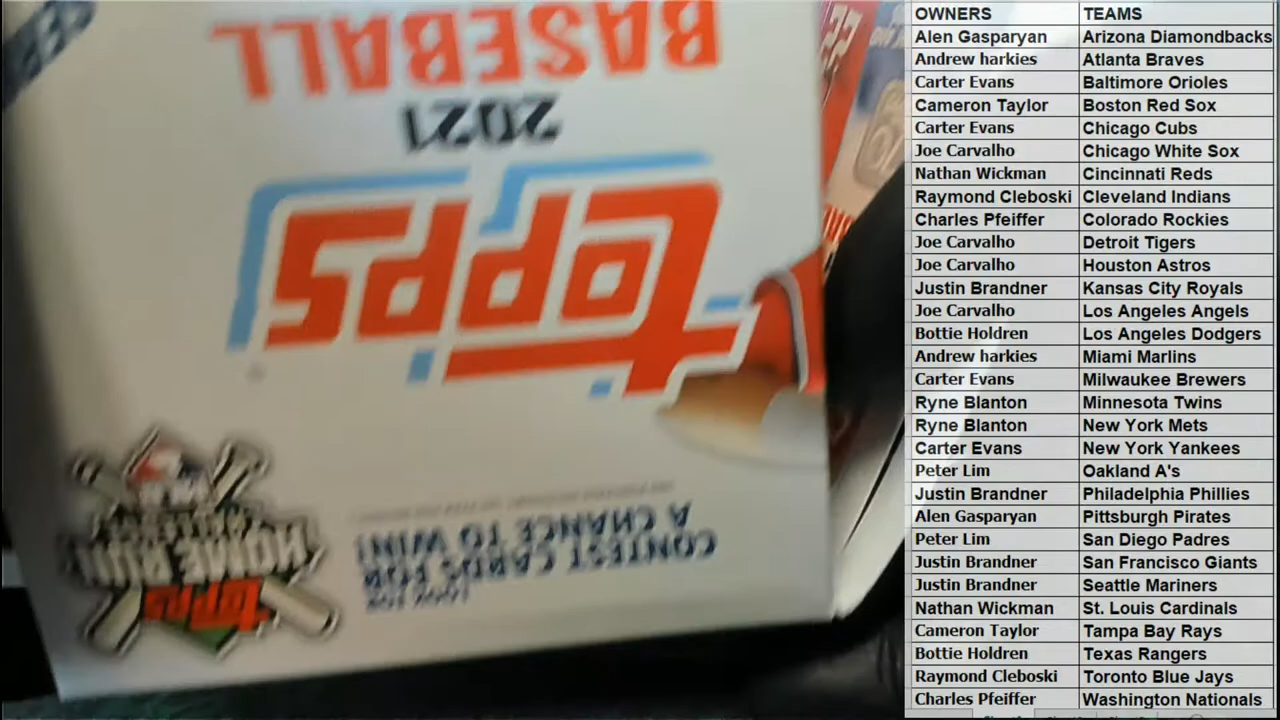 BASEBALL
2021
topps
LOOK FOR
CONTEST CARDS FOR
A CHANCE TO WIN!
HOME RUN
CHALLENGE
topps
22
OWNERS TEAMS
Alen Gasparyan Arizona Diamondbacks
Andrew harkies Atlanta Braves
Carter Evans Baltimore Orioles
Cameron Taylor Boston Red Sox
Carter Evans Chicago Cubs
Joe Carvalho Chicago White Sox
Nathan Wickman Cincinnati Reds
Raymond Cleboski Cleveland Indians
Charles Pfeiffer Colorado Rockies
Joe Carvalho Detroit Tigers
Joe Carvalho Houston Astros
Justin Brandner Kansas City Royals
Joe Carvalho Los Angeles Angels
Bottie Holdren Los Angeles Dodgers
Andrew harkies Miami Marlins
Carter Evans Milwaukee Brewers
Ryne Blanton Minnesota Twins
Ryne Blanton New York Mets
Carter Evans New York Yankees
Peter Lim Oakland A's
Justin Brandner Philadelphia Phillies
Alen Gasparyan Pittsburgh Pirates
Peter Lim San Diego Padres
Justin Brandner San Francisco Giants
Justin Brandner Seattle Mariners
Nathan Wickman St. Louis Cardinals
Cameron Taylor Tampa Bay Rays
Bottie Holdren Texas Rangers
Raymond Cleboski Toronto Blue Jays
Charles Pfeiffer Washington Nationals